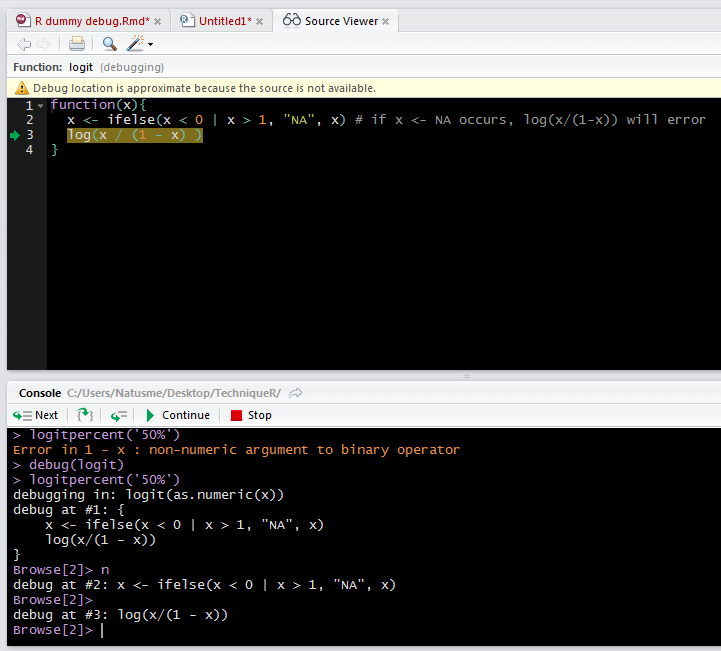 R dummy debug.Rmd* × Untitled1* × Source Viewer ×
Function: logit (debugging)
Debug location is approximate because the source is not available.
1 function(x){
2 x <- ifelse(x < 0 | x > 1, "NA", x) # if x <- NA occurs, log(x/(1-x)) will error
3 log(x / (1 - x) )
4 }
Console C:/Users/Natusme/Desktop/TechniqueR/
Next Continue Stop
> logitpercent('50%')
Error in 1 - x : non-numeric argument to binary operator
> debug(logit)
> logitpercent('50%')
debugging in: logit(as.numeric(x))
debug at #1: {
    x <- ifelse(x < 0 | x > 1, "NA", x)
    log(x/(1 - x))
}
Browse[2]> n
debug at #2: x <- ifelse(x < 0 | x > 1, "NA", x)
Browse[2]>
debug at #3: log(x/(1 - x))
Browse[2]>